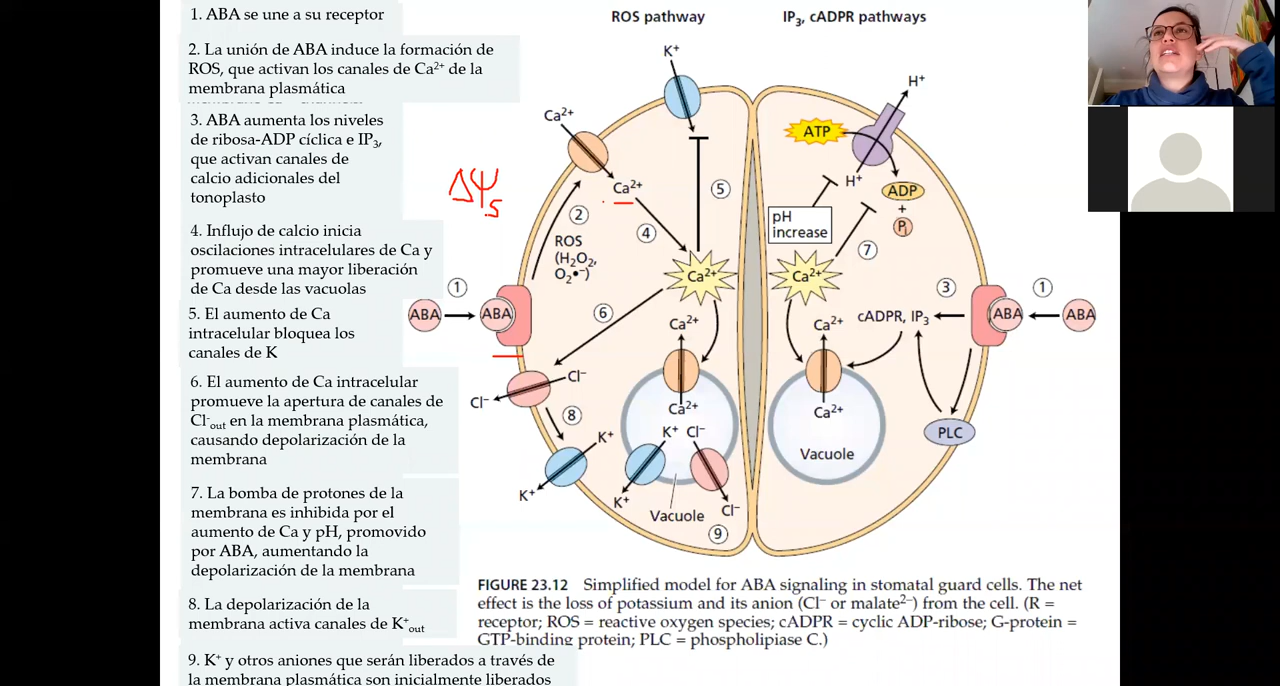 1. ABA se une a su receptor
2. La unión de ABA induce la formación de
ROS, que activan los canales de Ca²⁺ de la
membrana plasmática
3. ABA aumenta los niveles
de ribosa-ADP cíclica e IP₃,
que activan canales de
calcio adicionales del
tonoplasto
4. Influjo de calcio inicia
oscilaciones intracelulares de Ca y
promueve una mayor liberación
de Ca desde las vacuolas
5. El aumento de Ca
intracelular bloquea los
canales de K
6. El aumento de Ca intracelular
promueve la apertura de canales de
Cl⁻out en la membrana plasmática,
causando depolarización de la
membrana
7. La bomba de protones de la
membrana es inhibida por el
aumento de Ca y pH, promovido
por ABA, aumentando la
depolarización de la membrana
8. La depolarización de la
membrana activa canales de K⁺out
9. K⁺ y otros aniones que serán liberados a través de
la membrana plasmática son inicialmente liberados
ΔΨs
ROS pathway
K⁺
Ca²⁺
Ca²⁺
2
ROS
(H₂O₂,
O₂•⁻)
4
5
Ca²⁺
1
ABA
ABA
6
Cl⁻
Cl⁻
8
K⁺
K⁺
Ca²⁺
Ca²⁺
K⁺ Cl⁻
K⁺
Cl⁻
Vacuole
9
IP₃, cADPR pathways
H⁺
ATP
H⁺
ADP
+
Pi
pH
increase
7
Ca²⁺
3
1
cADPR, IP₃
ABA
ABA
Ca²⁺
Ca²⁺
Vacuole
PLC
FIGURE 23.12 Simplified model for ABA signaling in stomatal guard cells. The net
effect is the loss of potassium and its anion (Cl⁻ or malate²⁻) from the cell. (R =
receptor; ROS = reactive oxygen species; cADPR = cyclic ADP-ribose; G-protein =
GTP-binding protein; PLC = phospholipiase C.)